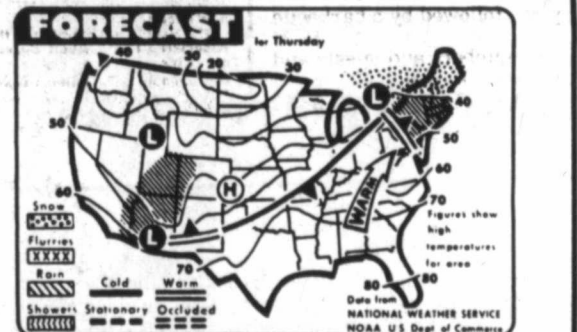 FORECAST
for Thursday
40 30 20 30
L
L 40
50
50
60
H
60
L
WARM
70
70
80 80
Figures show
high
temperatures
for area
Snow
Flurries
XXXX
Rain
Showers
Cold Warm
Stationary Occluded
Data from
NATIONAL WEATHER SERVICE
NOAA U S Dept of Commerce